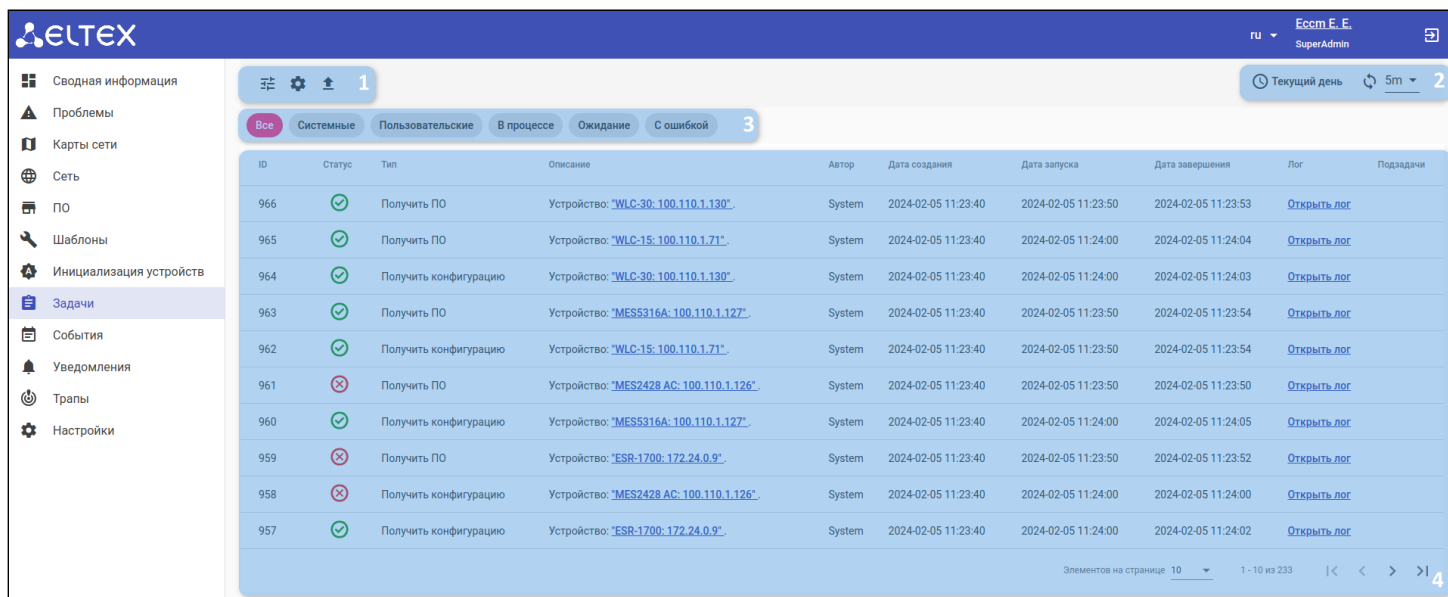 ELTEX
ru
Eccm E. E.
SuperAdmin
Сводная информация
Проблемы
Карты сети
Сеть
ПО
Шаблоны
Инициализация устройств
Задачи
События
Уведомления
Трапы
Настройки
1
Текущий день 5m 2
Все Системные Пользовательские В процессе Ожидание С ошибкой 3
ID Статус Тип Описание Автор Дата создания Дата запуска Дата завершения Лог Подзадачи
966 Получить ПО Устройство: "WLC-30: 100.110.1.130" . System 2024-02-05 11:23:40 2024-02-05 11:23:50 2024-02-05 11:23:53 Открыть лог
965 Получить ПО Устройство: "WLC-15: 100.110.1.71" . System 2024-02-05 11:23:40 2024-02-05 11:24:00 2024-02-05 11:24:04 Открыть лог
964 Получить конфигурацию Устройство: "WLC-30: 100.110.1.130" . System 2024-02-05 11:23:40 2024-02-05 11:24:00 2024-02-05 11:24:03 Открыть лог
963 Получить ПО Устройство: "MES5316A: 100.110.1.127" . System 2024-02-05 11:23:40 2024-02-05 11:23:50 2024-02-05 11:23:54 Открыть лог
962 Получить конфигурацию Устройство: "WLC-15: 100.110.1.71" . System 2024-02-05 11:23:40 2024-02-05 11:23:50 2024-02-05 11:23:54 Открыть лог
961 Получить ПО Устройство: "MES2428 AC: 100.110.1.126" . System 2024-02-05 11:23:40 2024-02-05 11:23:50 2024-02-05 11:23:50 Открыть лог
960 Получить конфигурацию Устройство: "MES5316A: 100.110.1.127" . System 2024-02-05 11:23:40 2024-02-05 11:24:00 2024-02-05 11:24:05 Открыть лог
959 Получить ПО Устройство: "ESR-1700: 172.24.0.9" . System 2024-02-05 11:23:40 2024-02-05 11:23:50 2024-02-05 11:23:52 Открыть лог
958 Получить конфигурацию Устройство: "MES2428 AC: 100.110.1.126" . System 2024-02-05 11:23:40 2024-02-05 11:24:00 2024-02-05 11:24:00 Открыть лог
957 Получить конфигурацию Устройство: "ESR-1700: 172.24.0.9" . System 2024-02-05 11:23:40 2024-02-05 11:24:00 2024-02-05 11:24:02 Открыть лог
Элементов на странице 10 1 - 10 из 233 4